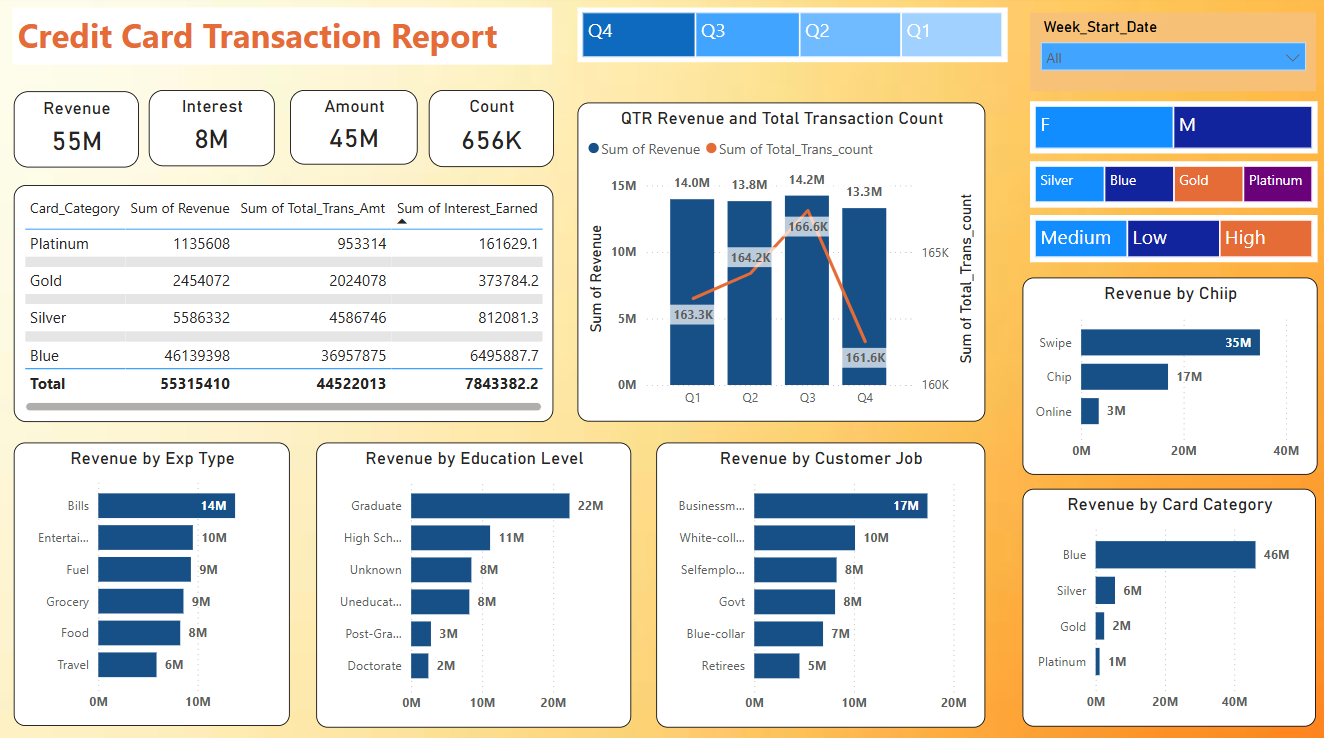 Credit Card Transaction Report
Q4 Q3 Q2 Q1
Week_Start_Date
All
F M
Silver Blue Gold Platinum
Medium Low High
Revenue
55M
Interest
8M
Amount
45M
Count
656K
Card_Category Sum of Revenue Sum of Total_Trans_Amt Sum of Interest_Earned
Platinum 1135608 953314 161629.1
Gold 2454072 2024078 373784.2
Silver 5586332 4586746 812081.3
Blue 46139398 36957875 6495887.7
Total 55315410 44522013 7843382.2
QTR Revenue and Total Transaction Count
Sum of Revenue Sum of Total_Trans_count
Sum of Revenue
15M
10M
5M
0M
14.0M 13.8M 14.2M 13.3M
163.3K 164.2K 166.6K 161.6K
165K
160K
Sum of Total_Trans_count
Q1 Q2 Q3 Q4
Revenue by Chiip
Swipe 35M
Chip 17M
Online 3M
0M 20M 40M
Revenue by Exp Type
Bills 14M
Entertai... 10M
Fuel 9M
Grocery 9M
Food 8M
Travel 6M
0M 10M
Revenue by Education Level
Graduate 22M
High Sch... 11M
Unknown 8M
Uneducat... 8M
Post-Gra... 3M
Doctorate 2M
0M 10M 20M
Revenue by Customer Job
Businessm... 17M
White-coll... 10M
Selfemplo... 8M
Govt 8M
Blue-collar 7M
Retirees 5M
0M 10M 20M
Revenue by Card Category
Blue 46M
Silver 6M
Gold 2M
Platinum 1M
0M 20M 40M